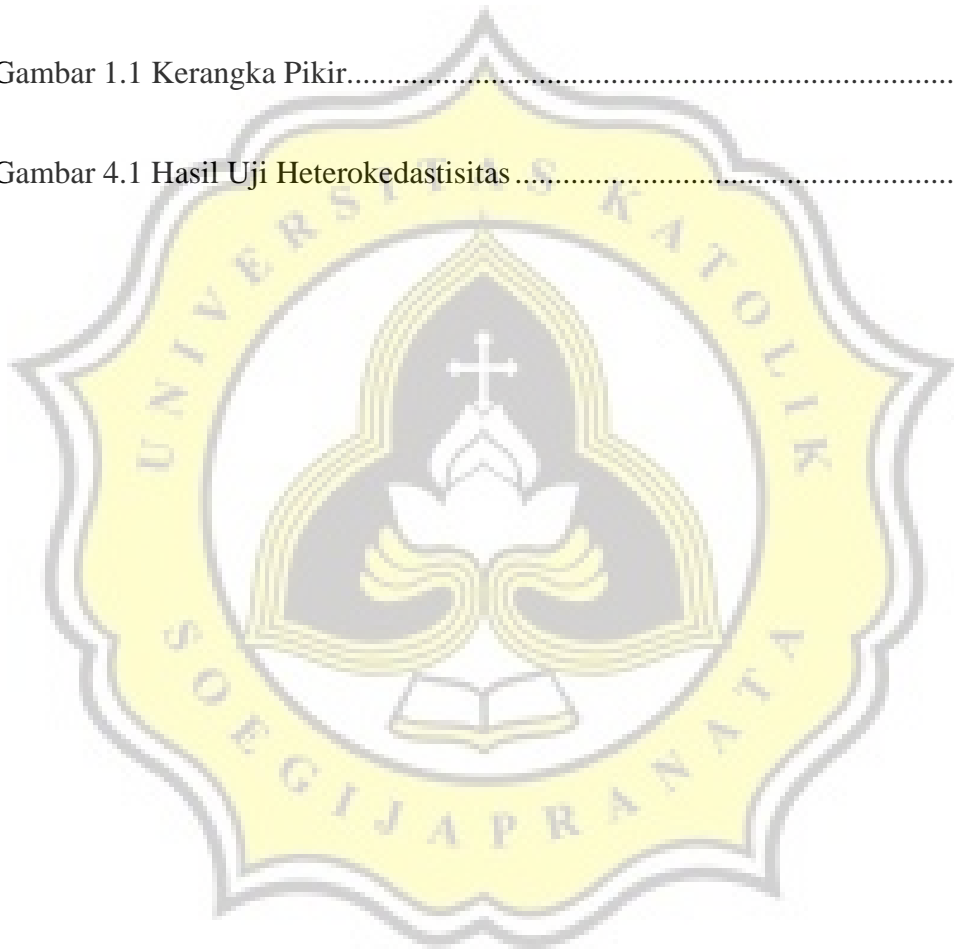 Gambar 1.1 Kerangka Pikir............................................................................
Gambar 4.1 Hasil Uji Heterokedastisitas.......................................................
UNIVERSITAS KATOLIK
SOEGIJAPRANATA